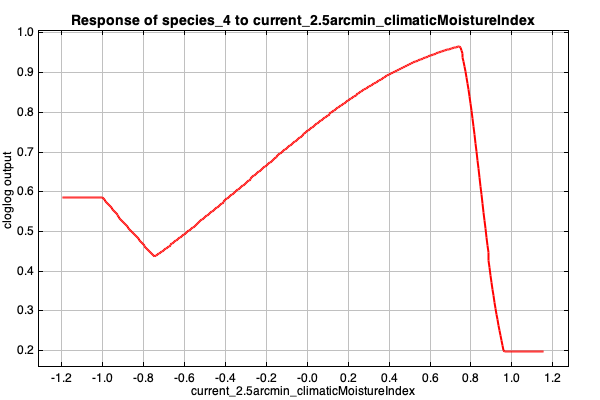 Response of species_4 to current_2.5arcmin_climaticMoistureIndex
1.0
0.9
0.8
0.7
0.6
0.5
0.4
0.3
0.2
cloglog output
-1.2 -1.0 -0.8 -0.6 -0.4 -0.2 -0.0 0.2 0.4 0.6 0.8 1.0 1.2
current_2.5arcmin_climaticMoistureIndex